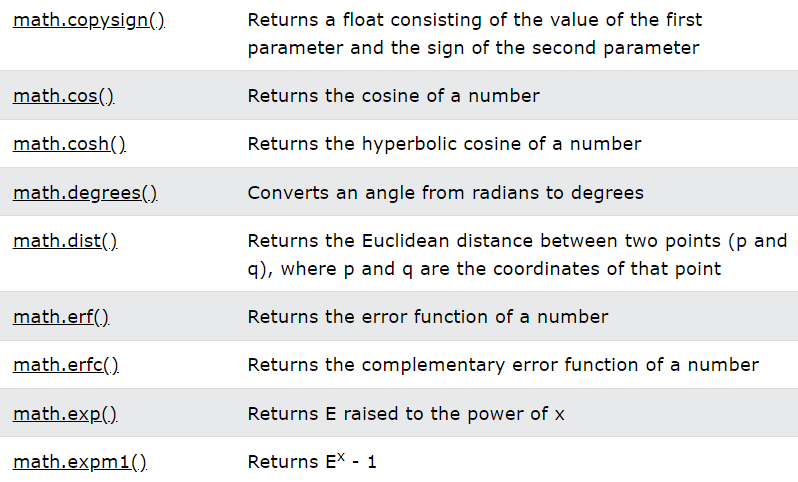 math.copysign() Returns a float consisting of the value of the first
parameter and the sign of the second parameter
math.cos() Returns the cosine of a number
math.cosh() Returns the hyperbolic cosine of a number
math.degrees() Converts an angle from radians to degrees
math.dist() Returns the Euclidean distance between two points (p and
q), where p and q are the coordinates of that point
math.erf() Returns the error function of a number
math.erfc() Returns the complementary error function of a number
math.exp() Returns E raised to the power of x
math.expm1() Returns Eˣ - 1